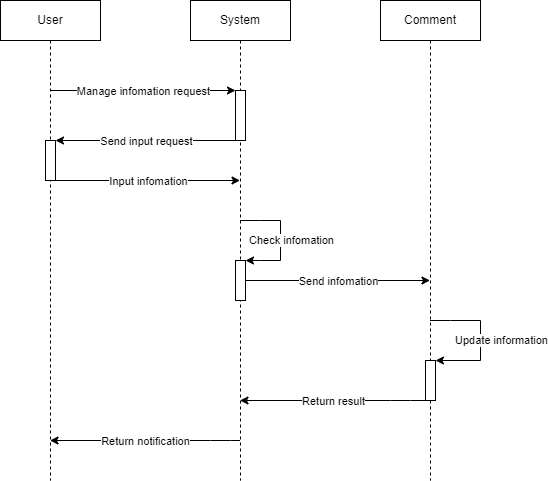 User
System
Comment
Manage infomation request
Send input request
Input infomation
Check infomation
Send infomation
Update information
Return result
Return notification